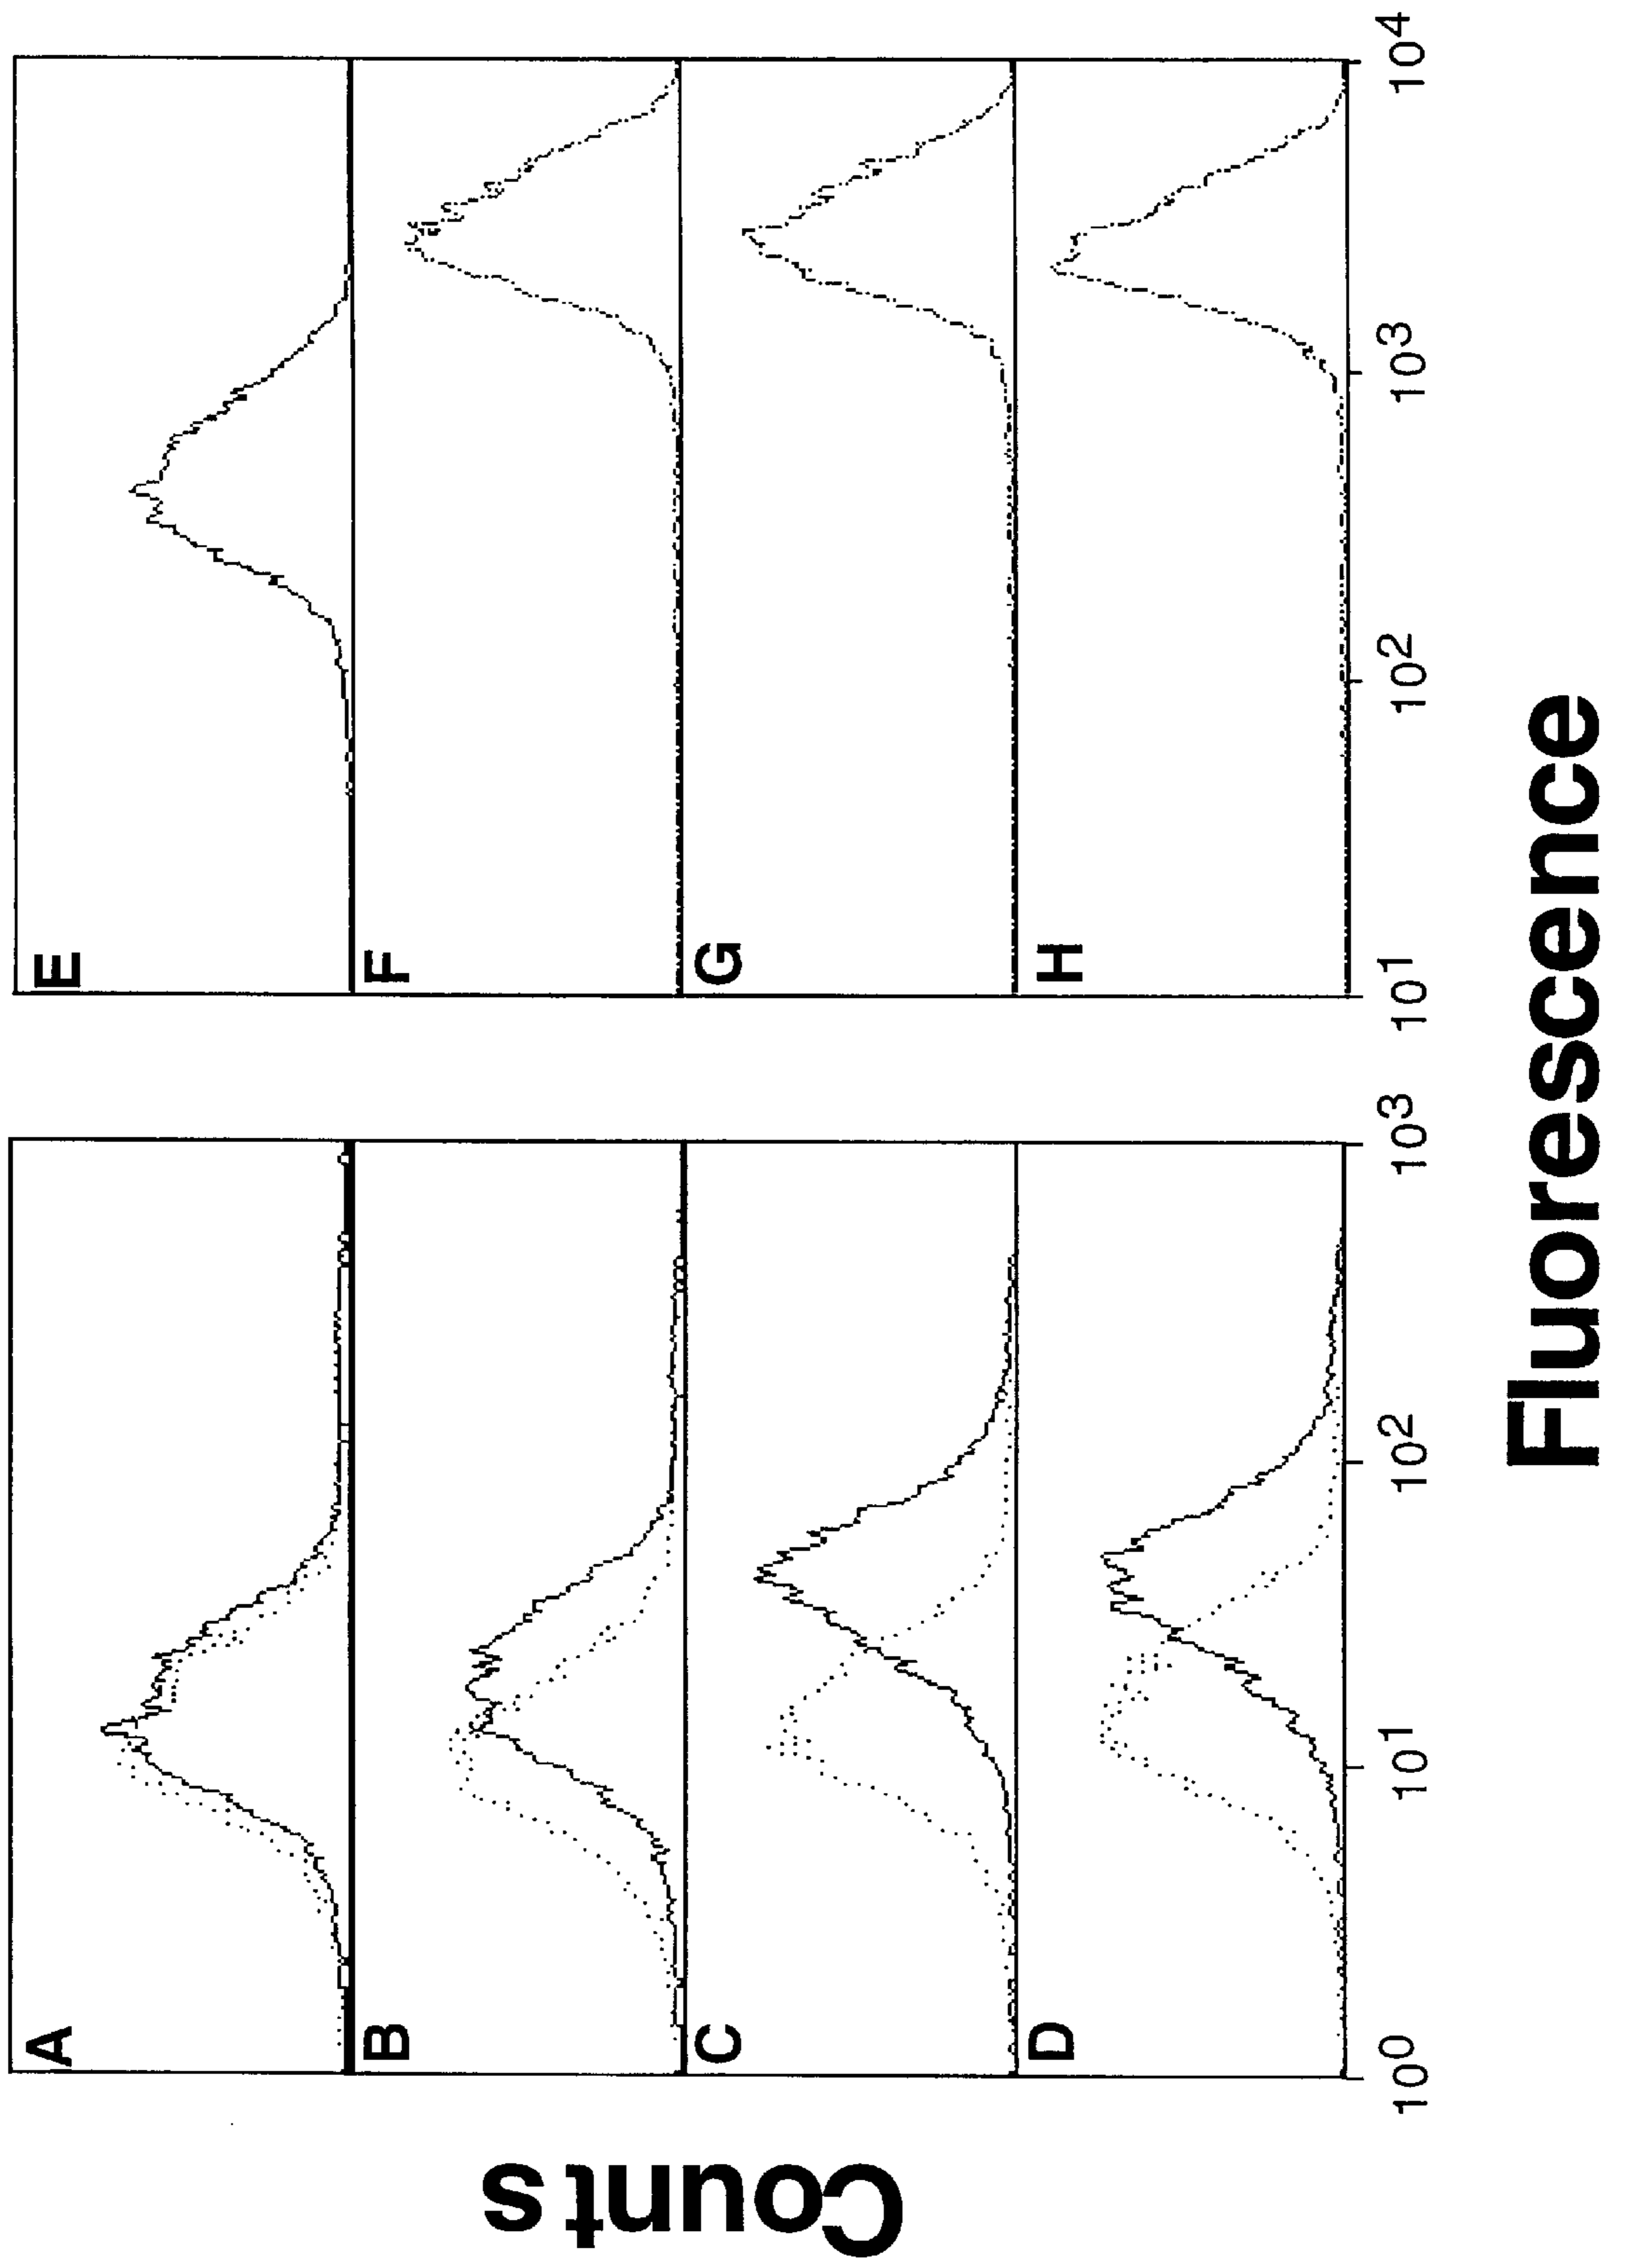 A
B
C
D
10⁰ 10¹ 10² 10³
E
F
G
H
10¹ 10² 10³ 10⁴
Counts
Fluorescence